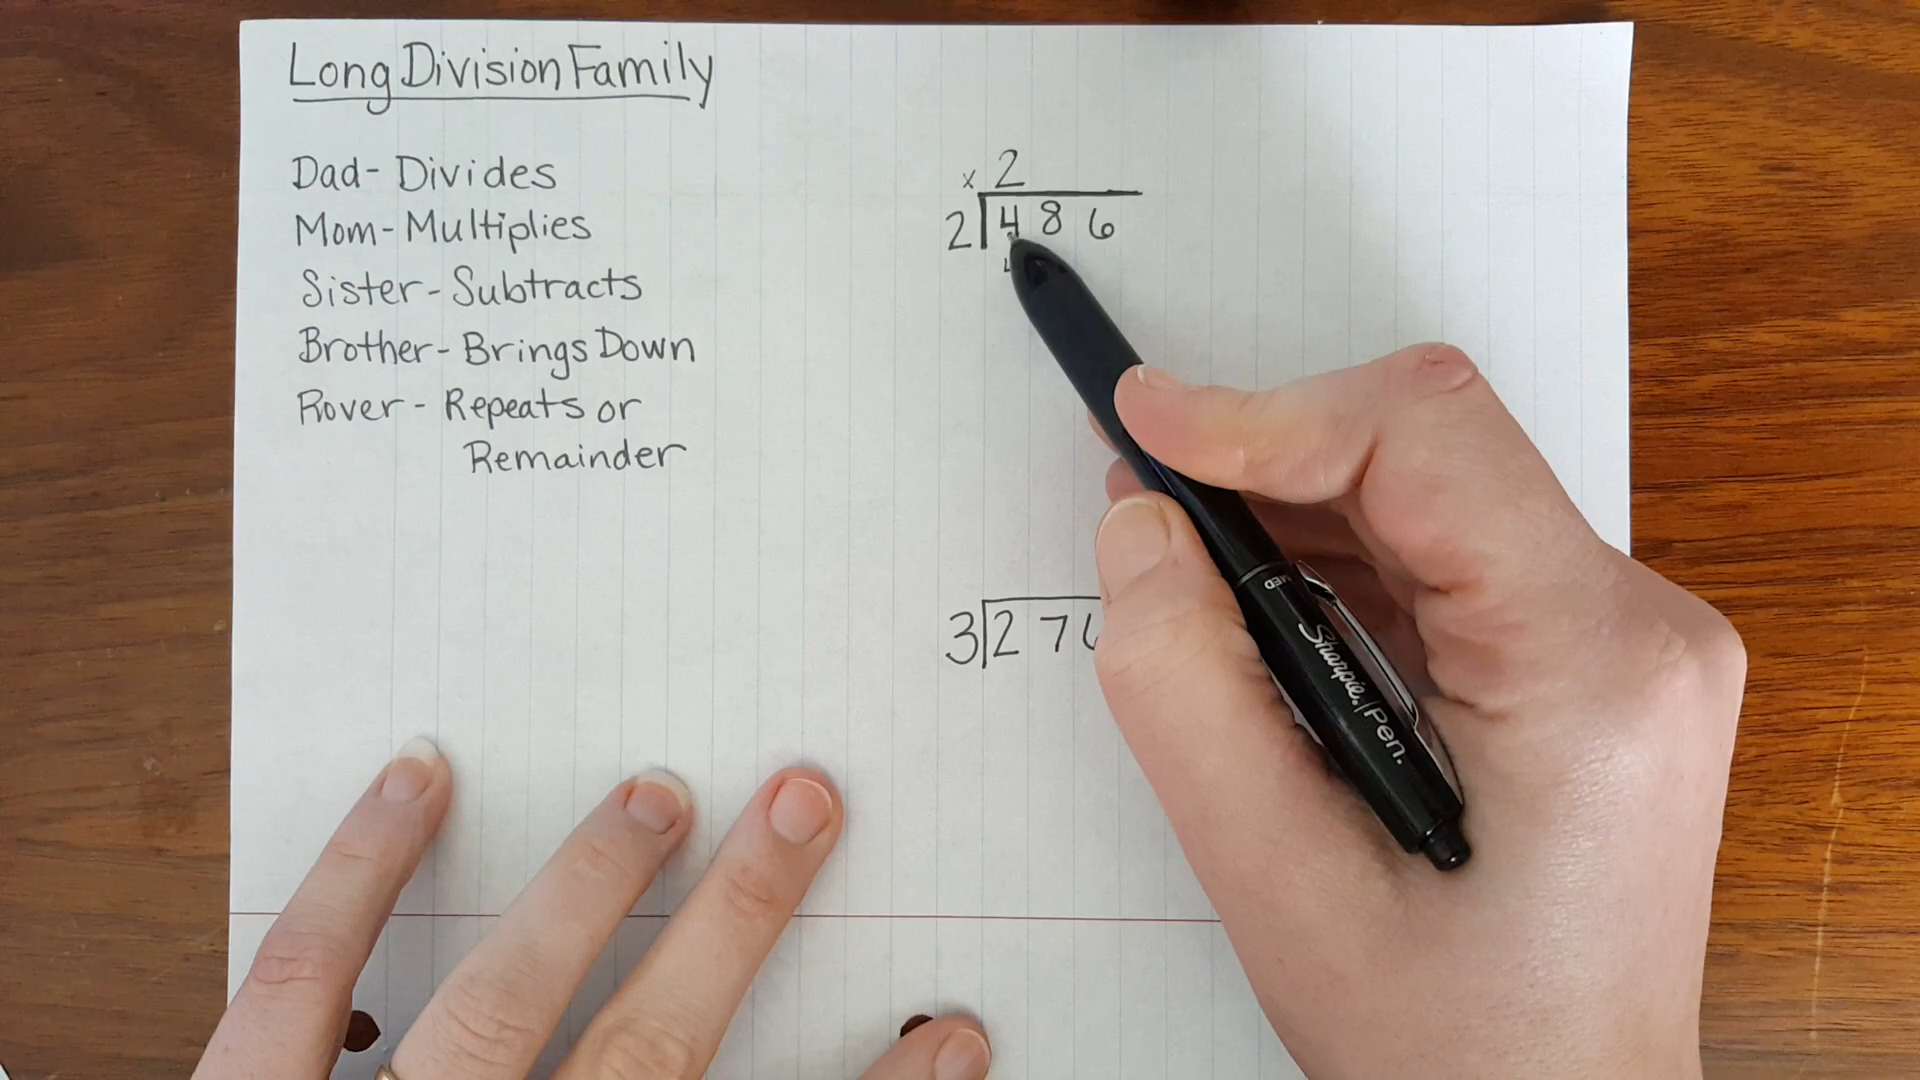 Long Division Family
Dad- Divides
Mom- Multiplies
Sister- Subtracts
Brother- Brings Down
Rover- Repeats or
Remainder
x 2
2 4 8 6
3 2 7
MED
Sharpie. Pen.